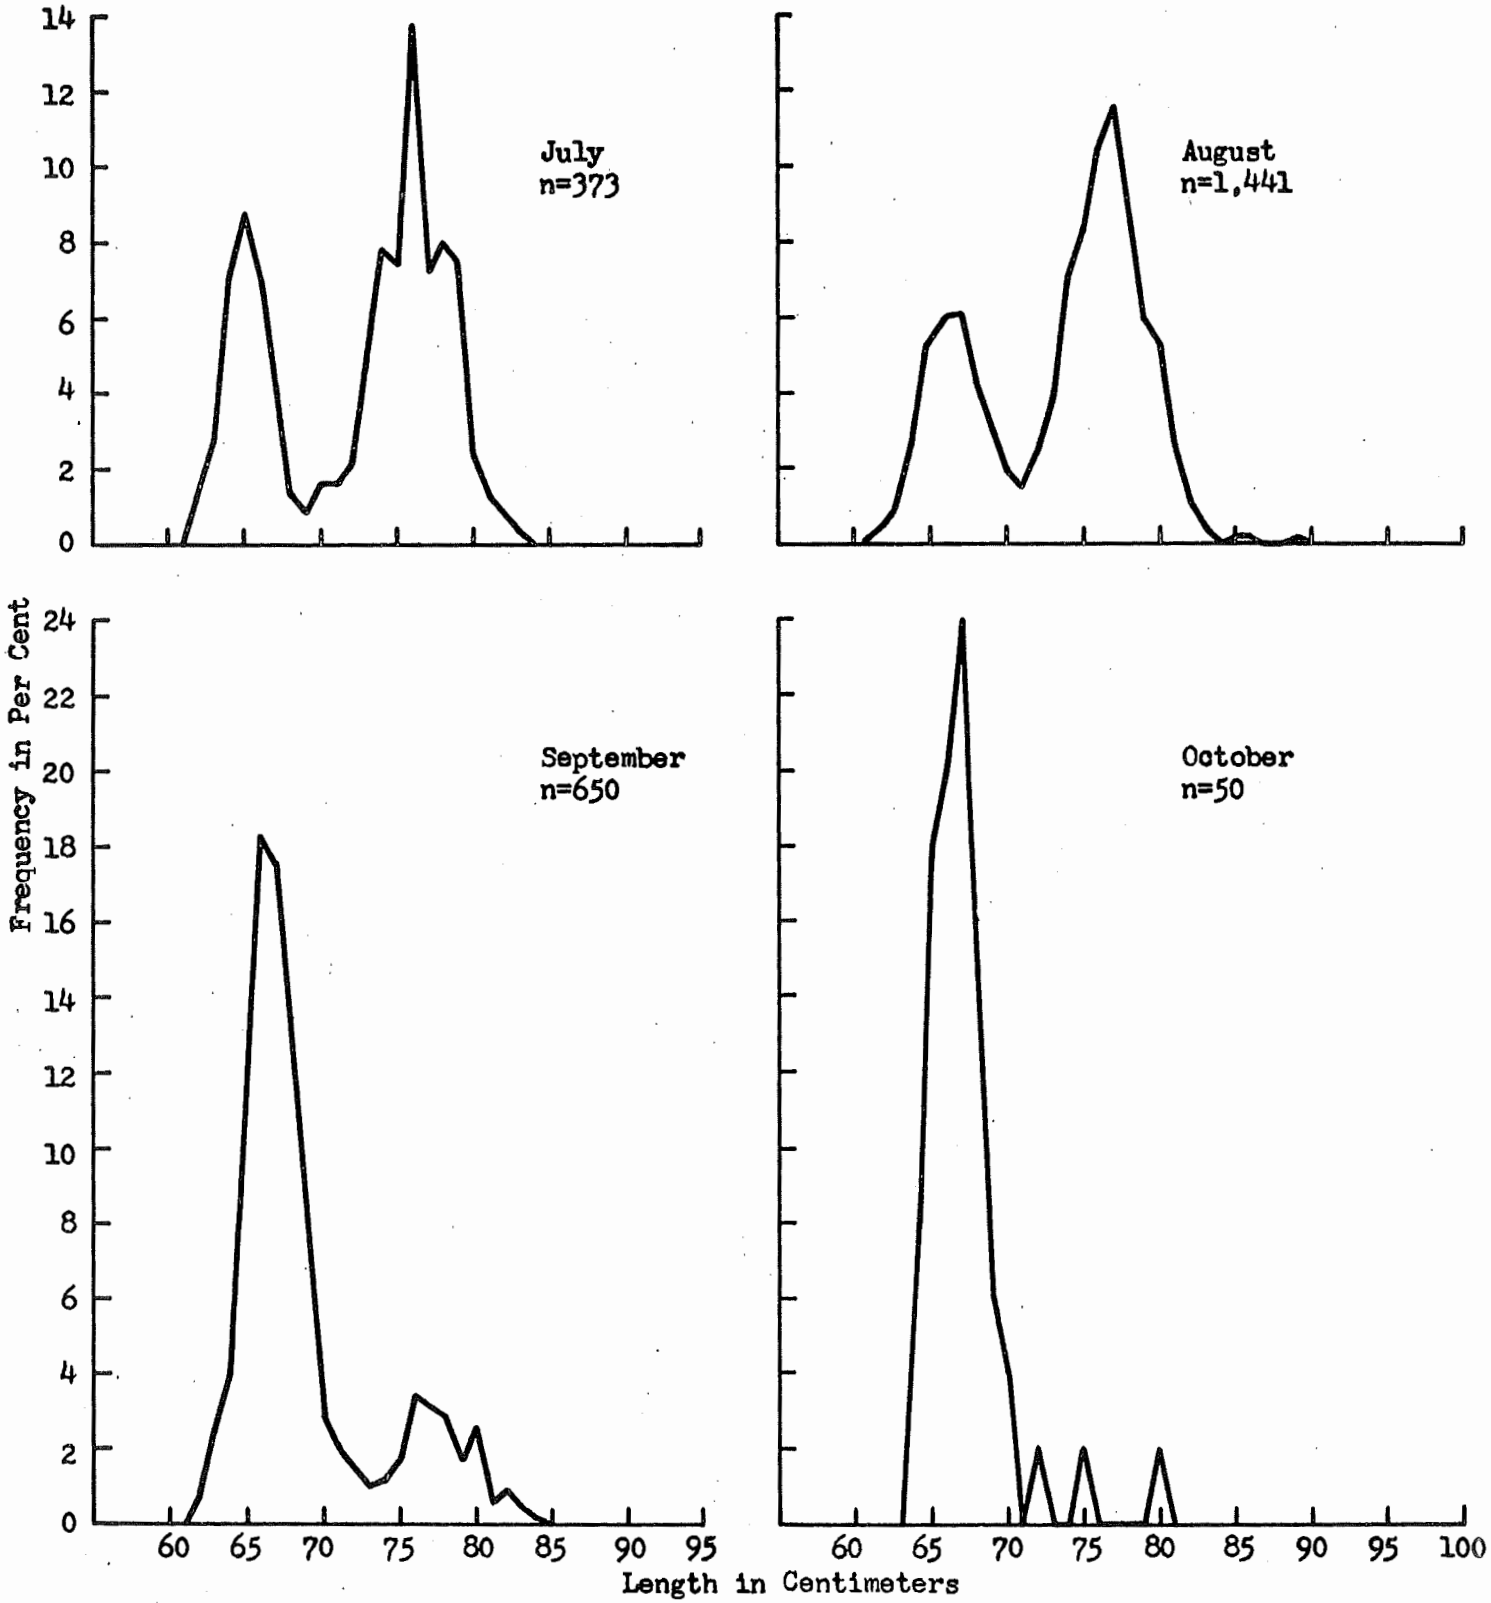 14
12
10
8
6
4
2
0
July
n=373
August
n=1,441
Frequency in Per Cent
24
22
20
18
16
14
12
10
8
6
4
2
0
September
n=650
October
n=50
60 65 70 75 80 85 90 95
60 65 70 75 80 85 90 95 100
Length in Centimeters